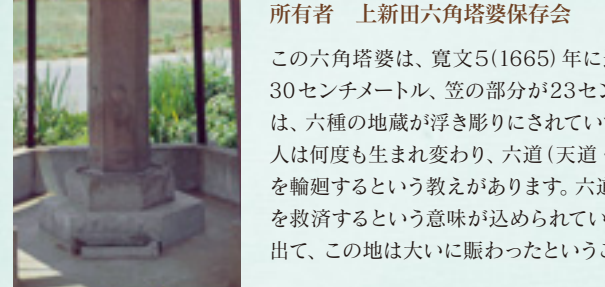 所有者　上新田六角塔婆保存会
この六角塔婆は、寛文5(1665)年に
30センチメートル、笠の部分が23セン
は、六種の地蔵が浮き彫りにされてい
人は何度も生まれ変わり、六道(天道
を輪廻するという教えがあります。六道
を救済するという意味が込められてい
出て、この地は大いに賑わったという